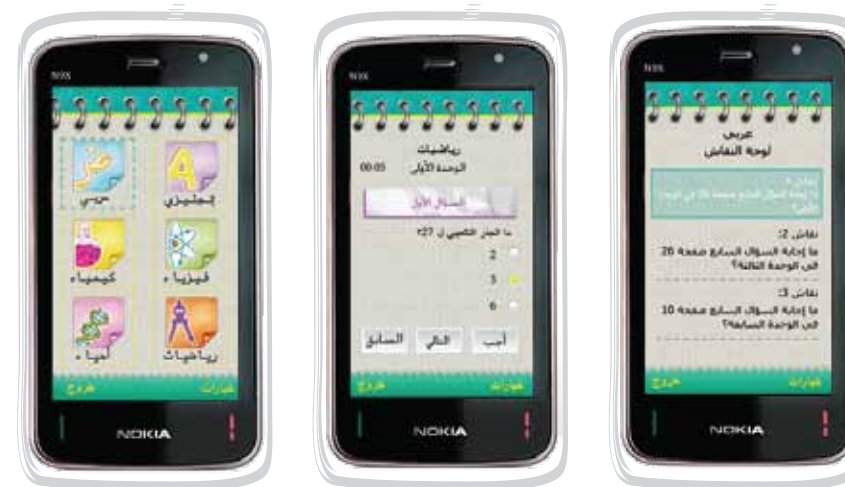 N9X
إنجليزي
عربي
فيزياء
كيمياء
رياضيات
أحياء
خيارات
خروج
NOKIA
N9X
رياضيات
الوحدة الأولى
00:05
السؤال الأول
ما الجذر التكعيبي ل 27؟
2
3
6
أجب
التالي
السابق
خيارات
خروج
NOKIA
N9X
عربي
لوحة النقاش
نقاش 2:
ما إجابة السؤال السابع صفحة 26
في الوحدة الثالثة؟
نقاش 3:
ما إجابة السؤال السابع صفحة 10
في الوحدة السابعة؟
خيارات
خروج
NOKIA